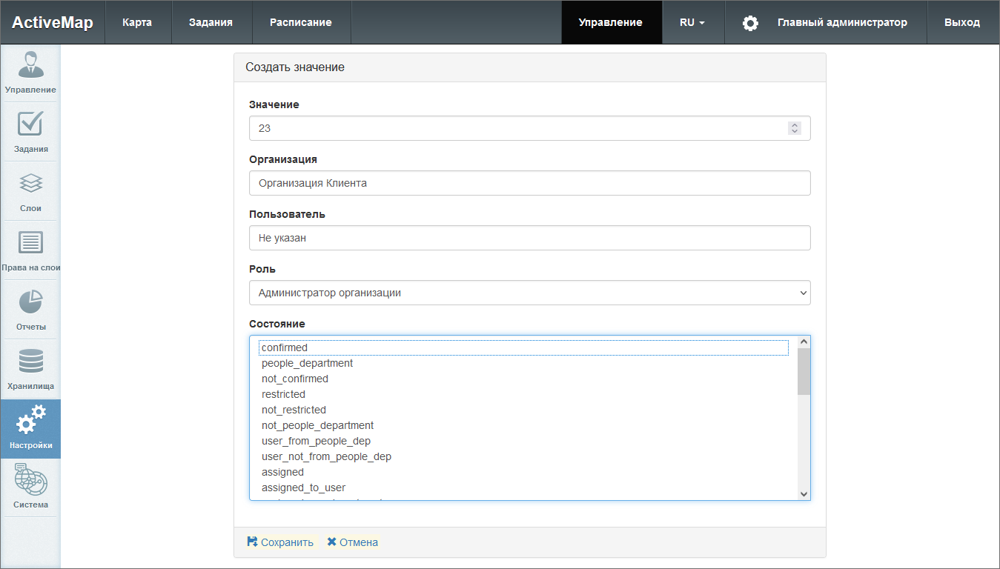 ActiveMap
Карта
Задания
Расписание
Управление
RU
Главный администратор
Выход
Управление
Задания
Слои
Права на слои
Отчеты
Хранилища
Настройки
Система
Создать значение
Значение
23
Организация
Организация Клиента
Пользователь
Не указан
Роль
Администратор организации
Состояние
confirmed
people_department
not_confirmed
restricted
not_restricted
not_people_department
user_from_people_dep
user_not_from_people_dep
assigned
assigned_to_user
Сохранить
Отмена